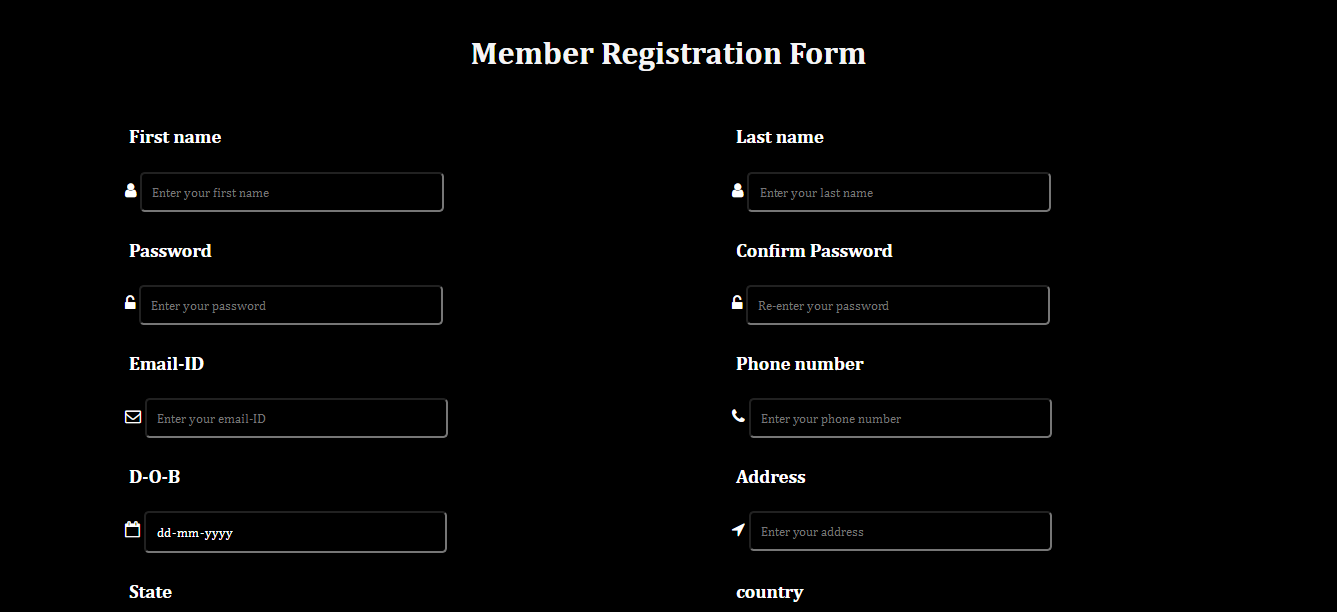 Member Registration Form
First name
Last name
Enter your first name
Enter your last name
Password
Confirm Password
Enter your password
Re-enter your password
Email-ID
Phone number
Enter your email-ID
Enter your phone number
D-O-B
Address
dd-mm-yyyy
Enter your address
State
country